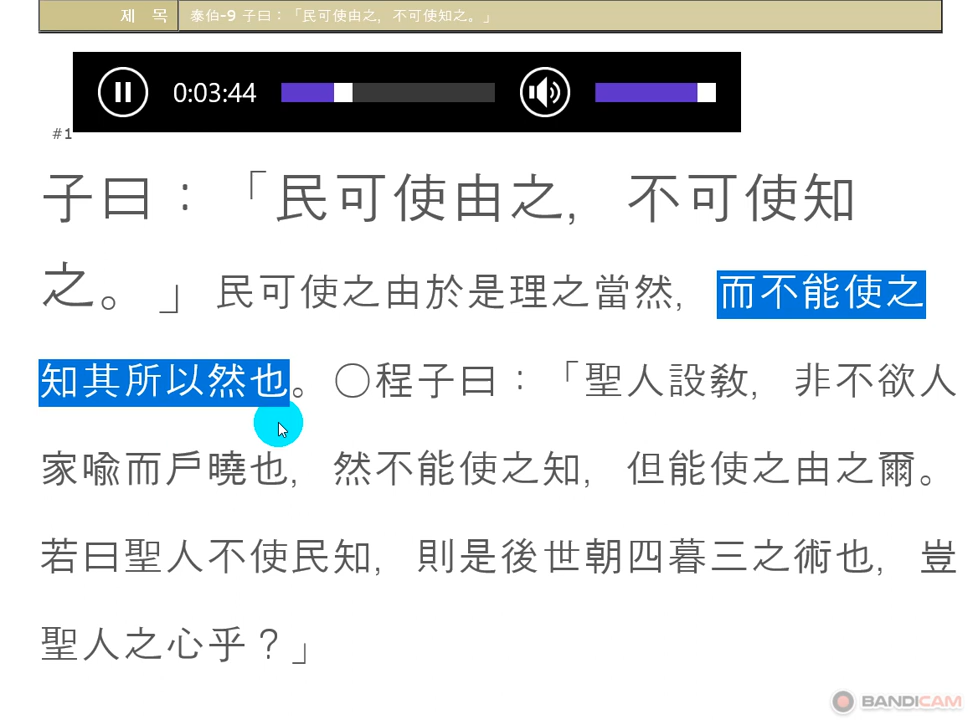 제 목 泰伯-9 子曰：「民可使由之, 不可使知之。」
0:03:44
#1
子曰：「民可使由之, 不可使知
之。」 民可使之由於是理之當然, 而不能使之
知其所以然也。〇程子曰：「聖人設敎, 非不欲人
家喩而戶曉也, 然不能使之知, 但能使之由之爾。
若曰聖人不使民知, 則是後世朝四暮三之術也, 豈
聖人之心乎？」
BANDICAM